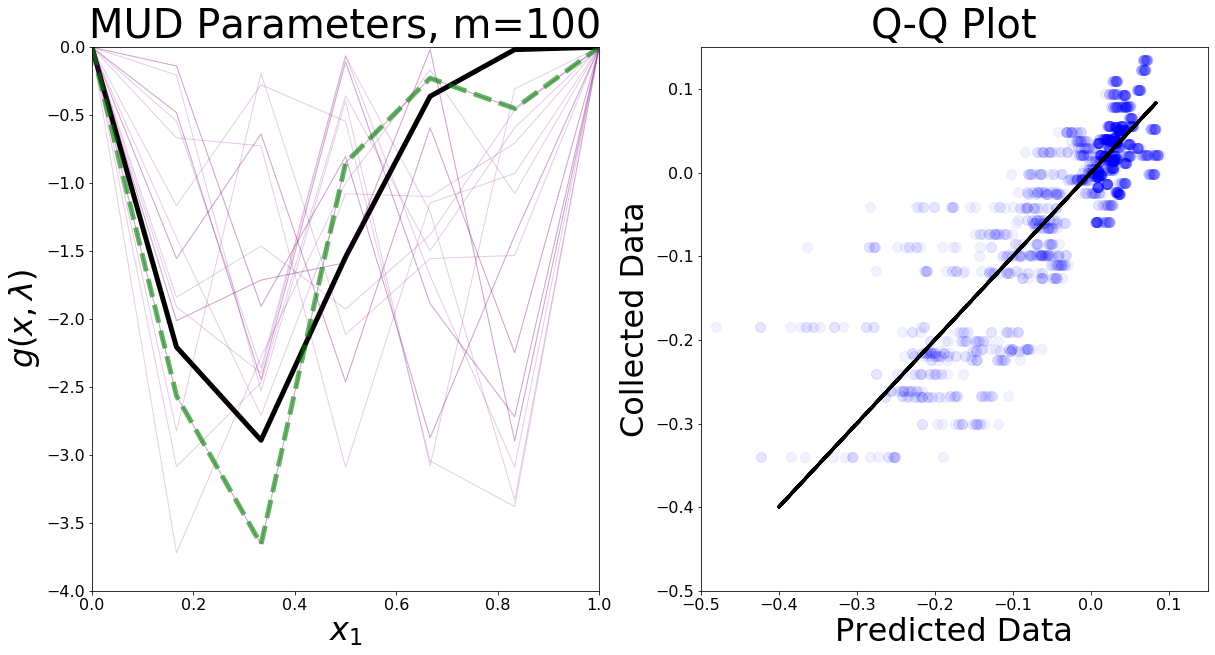 MUD Parameters, m=100
0.0
−0.5
−1.0
−1.5
−2.0
−2.5
−3.0
−3.5
−4.0
g(x, λ)
0.0 0.2 0.4 0.6 0.8 1.0
x₁
Q-Q Plot
0.1
0.0
−0.1
−0.2
−0.3
−0.4
−0.5
Collected Data
−0.5 −0.4 −0.3 −0.2 −0.1 0.0 0.1
Predicted Data